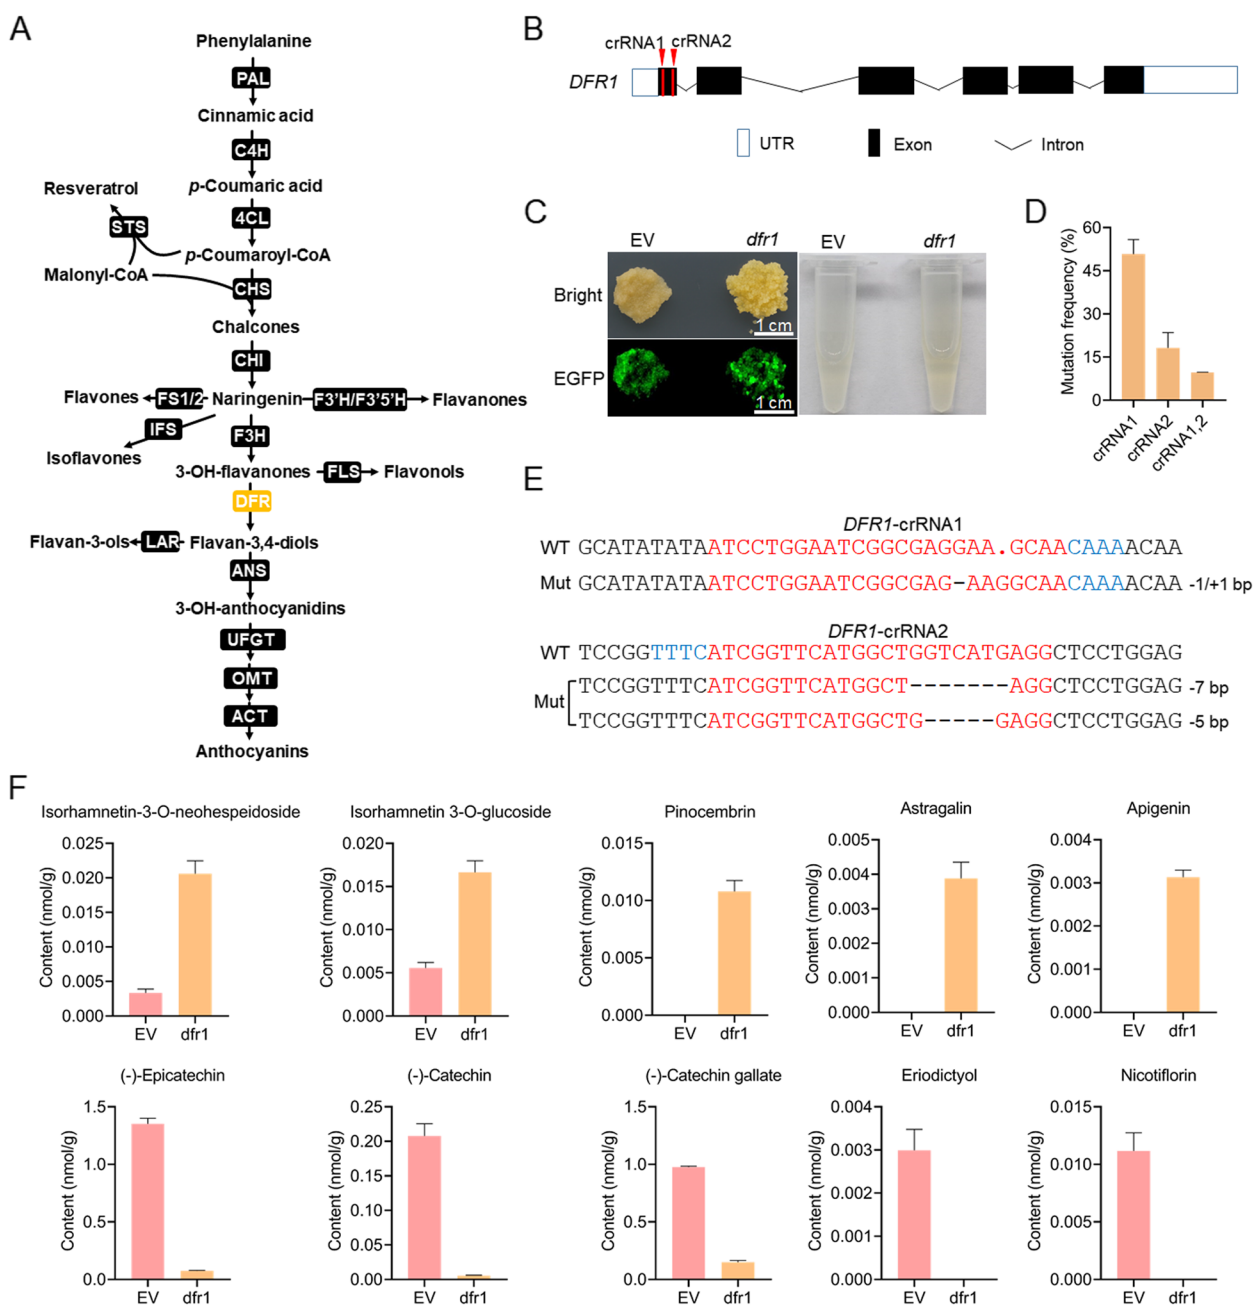 A
Phenylalanine
PAL
Cinnamic acid
C4H
p-Coumaric acid
Resveratrol
4CL
STS
p-Coumaroyl-CoA
Malonyl-CoA
CHS
Chalcones
CHI
Flavones FS1/2 Naringenin F3'H/F3'5'H Flavanones
IFS
F3H
Isoflavones
3-OH-flavanones FLS Flavonols
DFR
Flavan-3-ols LAR Flavan-3,4-diols
ANS
3-OH-anthocyanidins
UFGT
OMT
ACT
Anthocyanins
B
crRNA1 crRNA2
DFR1
UTR Exon Intron
C
EV dfr1 EV dfr1
Bright
1 cm
EGFP
1 cm
D
Mutation frequency (%)
60
45
30
15
0
crRNA1 crRNA2 crRNA1,2
E
DFR1-crRNA1
WT GCATATATAATCCTGGAATCGGCGAGGAA.GCAACAAAACAA
Mut GCATATATAATCCTGGAATCGGCGAG-AAGGCAACAAAACAA -1/+1 bp
DFR1-crRNA2
WT TCCGGTTTCATCGGTTCATGGCTGGTCATGAGGCTCCTGGAG
Mut TCCGGTTTCATCGGTTCATGGCT-------AGGCTCCTGGAG -7 bp
TCCGGTTTCATCGGTTCATGGCTG-----GAGGCTCCTGGAG -5 bp
F
Isorhamnetin-3-O-neohespeidoside
Content (nmol/g)
0.025
0.020
0.015
0.010
0.005
0.000
EV dfr1
Isorhamnetin 3-O-glucoside
Content (nmol/g)
0.020
0.015
0.010
0.005
0.000
EV dfr1
Pinocembrin
Content (nmol/g)
0.015
0.010
0.005
0.000
EV dfr1
Astragalin
Content (nmol/g)
0.005
0.004
0.003
0.002
0.001
0.000
EV dfr1
Apigenin
Content (nmol/g)
0.004
0.003
0.002
0.001
0.000
EV dfr1
(-)-Epicatechin
Content (nmol/g)
1.5
1.0
0.5
0.0
EV dfr1
(-)-Catechin
Content (nmol/g)
0.25
0.20
0.15
0.10
0.05
0.00
EV dfr1
(-)-Catechin gallate
Content (nmol/g)
1.5
1.0
0.5
0.0
EV dfr1
Eriodictyol
Content (nmol/g)
0.004
0.003
0.002
0.001
0.000
EV dfr1
Nicotiflorin
Content (nmol/g)
0.015
0.010
0.005
0.000
EV dfr1